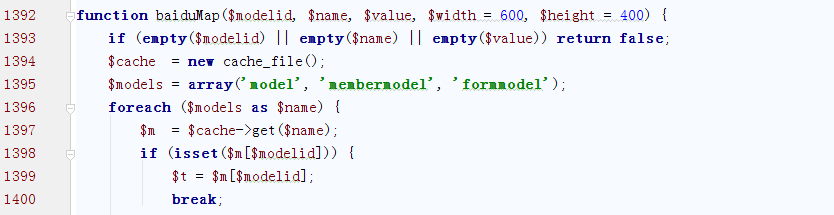 1392 function baiduMap($modelid, $name, $value, $width = 600, $height = 400) {
1393 if (empty($modelid) || empty($name) || empty($value)) return false;
1394 $cache  = new cache_file();
1395 $models = array('model', 'membermodel', 'formmodel');
1396 foreach ($models as $name) {
1397 $m  = $cache->get($name);
1398 if (isset($m[$modelid])) {
1399 $t = $m[$modelid];
1400 break;